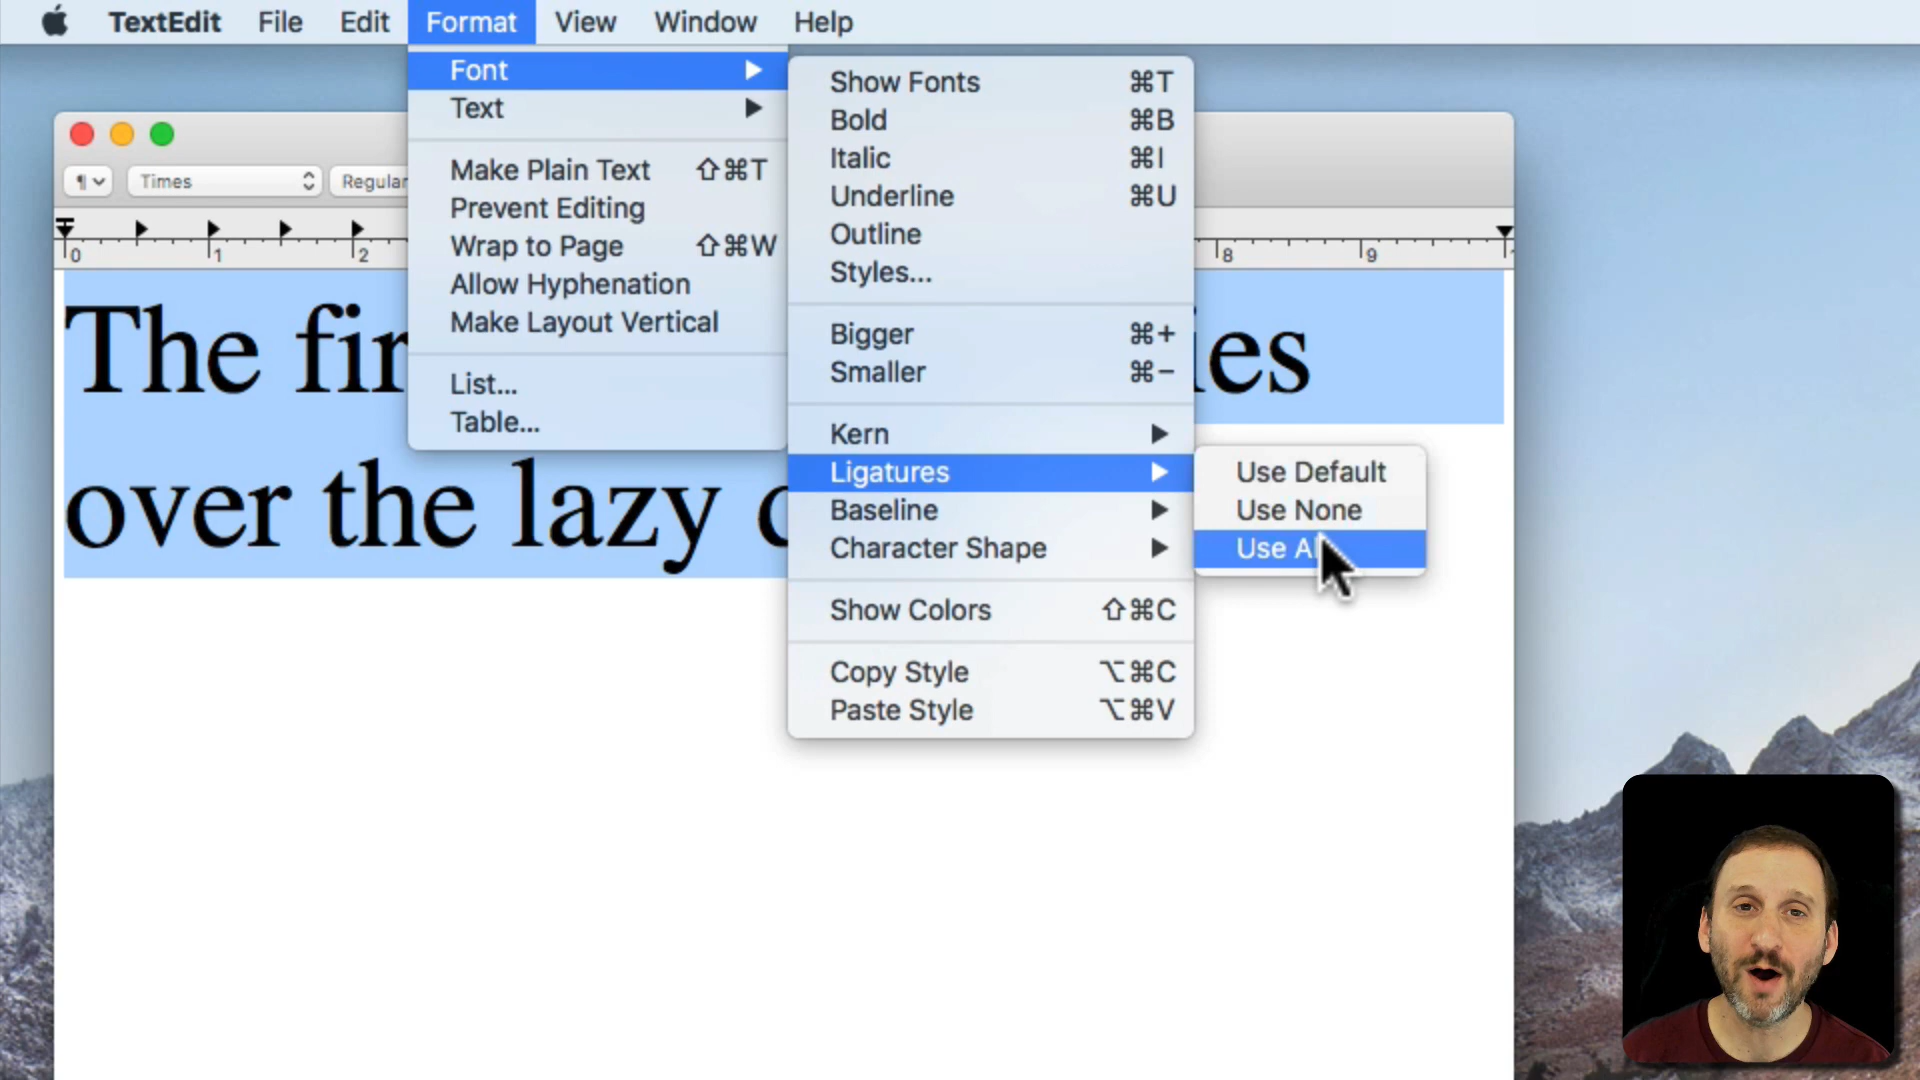 TextEdit File Edit Format View Window Help
Font
Text
Make Plain Text ⇧⌘T
Prevent Editing
Wrap to Page ⇧⌘W
Allow Hyphenation
Make Layout Vertical
List...
Table...
Show Fonts ⌘T
Bold ⌘B
Italic ⌘I
Underline ⌘U
Outline
Styles...
Bigger ⌘+
Smaller ⌘−
Kern
Ligatures
Baseline
Character Shape
Show Colors ⇧⌘C
Copy Style ⌥⌘C
Paste Style ⌥⌘V
Use Default
Use None
Use
¶ Times Regular
0 1 2 8 9
The fir ies
over the lazy